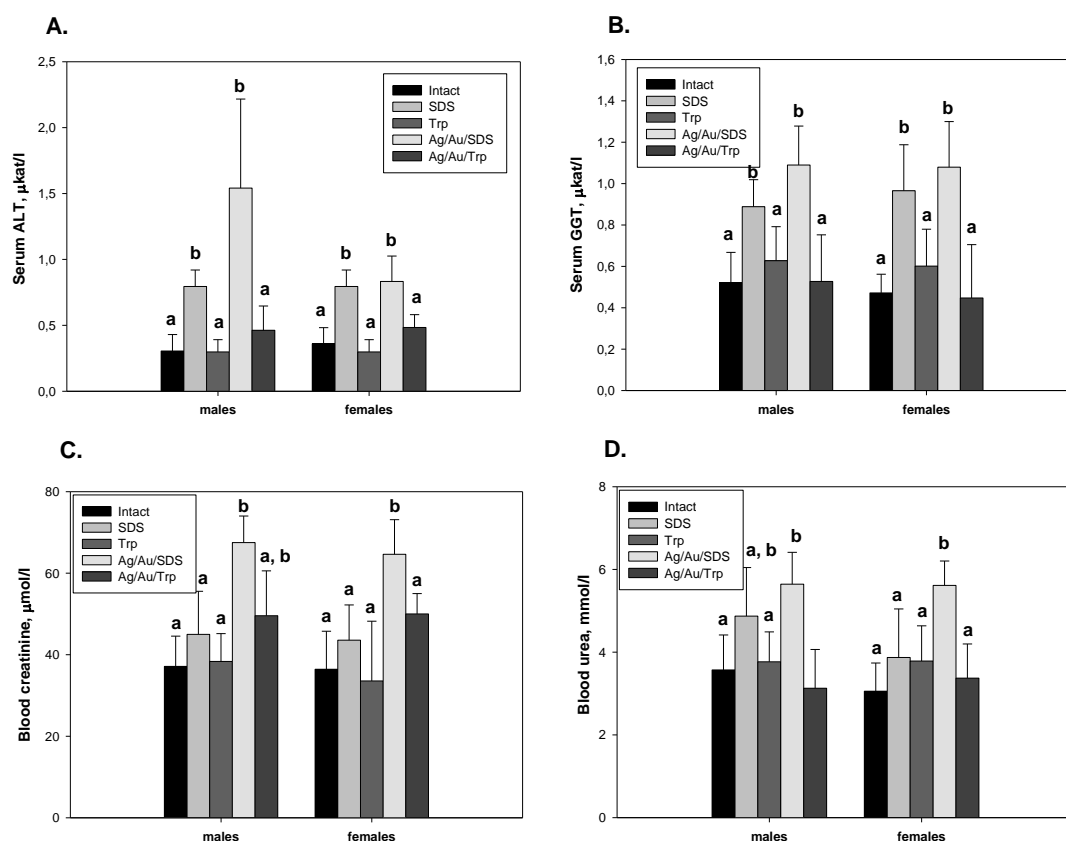 A.
Serum ALT, μkat/l
2,5
2,0
1,5
1,0
0,5
0,0
Intact
SDS
Trp
Ag/Au/SDS
Ag/Au/Trp
a
b
a
b
a
a
b
a
b
a
males
females
B.
Serum GGT, μkat/l
1,6
1,4
1,2
1,0
0,8
0,6
0,4
0,2
0,0
Intact
SDS
Trp
Ag/Au/SDS
Ag/Au/Trp
a
b
a
b
a
a
b
a
b
a
males
females
C.
Blood creatinine, μmol/l
80
60
40
20
0
Intact
SDS
Trp
Ag/Au/SDS
Ag/Au/Trp
a
a
a
b
a, b
a
a
a
b
a
males
females
D.
Blood urea, mmol/l
8
6
4
2
0
Intact
SDS
Trp
Ag/Au/SDS
Ag/Au/Trp
a
a, b
a
b
a
a
a
b
a
males
females